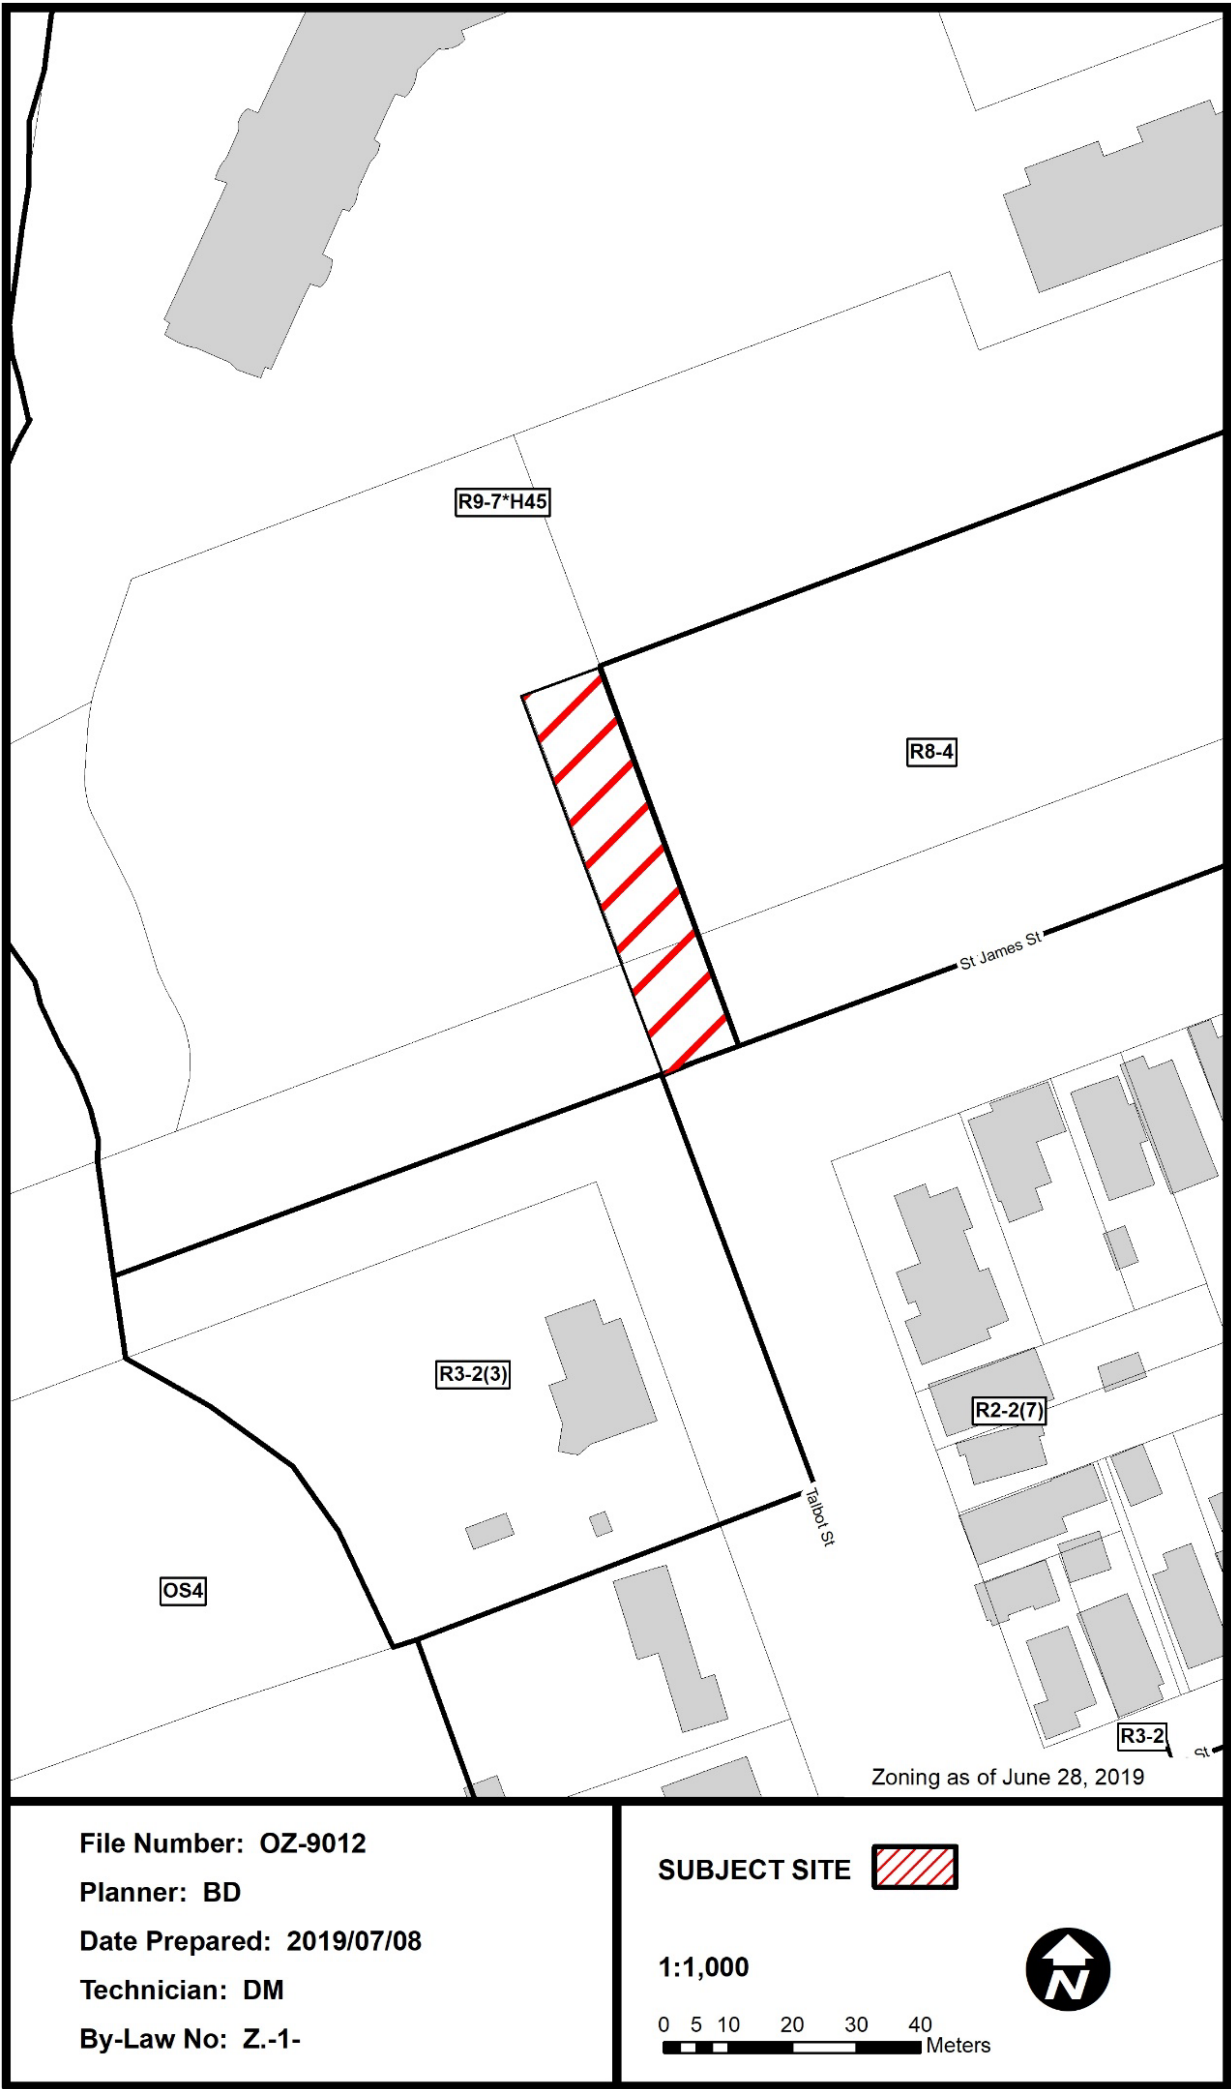 R9-7*H45
R8-4
St James St
R3-2(3)
R2-2(7)
Talbot St
OS4
R3-2
St
Zoning as of June 28, 2019
File Number: OZ-9012
Planner: BD
Date Prepared: 2019/07/08
Technician: DM
By-Law No: Z.-1-
SUBJECT SITE
1:1,000
N
0 5 10 20 30 40
Meters